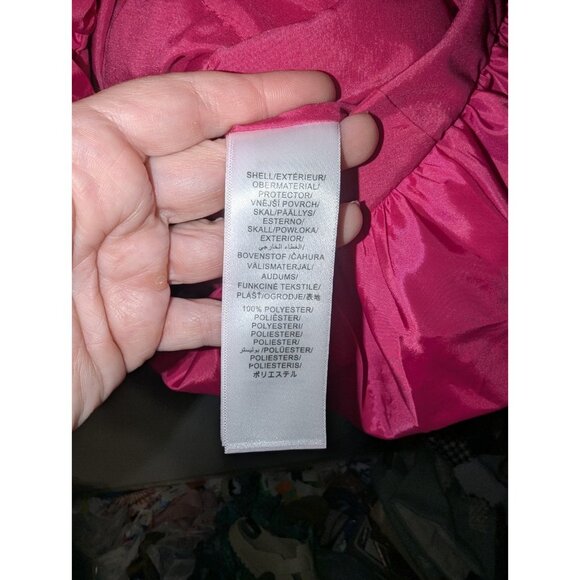 SHELL/EXTÉRIEUR/
OBERMATERIAL/
PROTECTOR/
VNĚJŠÍ POVRCH/
SKAL/PÄÄLLYS/
ESTERNO/
SKALL/POWŁOKA/
EXTERIOR/
الغطاء الخارجي/
BOVENSTOF/ČAHURA
VÄLISMATERJAL/
AUDUMS/
FUNKCINĖ TEKSTILĖ/
PLÁŠŤ/OGRODJE/表地
100% POLYESTER/
POLIÉSTER/
POLYESTERI/
POLIESTERE/
POLIESTER/
بوليستر/POLÜESTER/
POLIESTERS/
POLIESTERIS/
ポリエステル